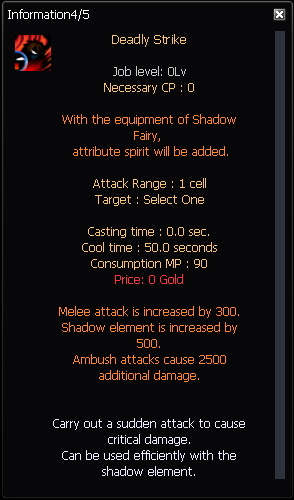 Information4/5
Deadly Strike
Job level: 0Lv
Necessary CP : 0
With the equipment of Shadow
Fairy,
attribute spirit will be added.
Attack Range : 1 cell
Target : Select One
Casting time : 0.0 sec.
Cool time : 50.0 seconds
Consumption MP : 90
Price: 0 Gold
Melee attack is increased by 300.
Shadow element is increased by
500.
Ambush attacks cause 2500
additional damage.
Carry out a sudden attack to cause
critical damage.
Can be used efficiently with the
shadow element.